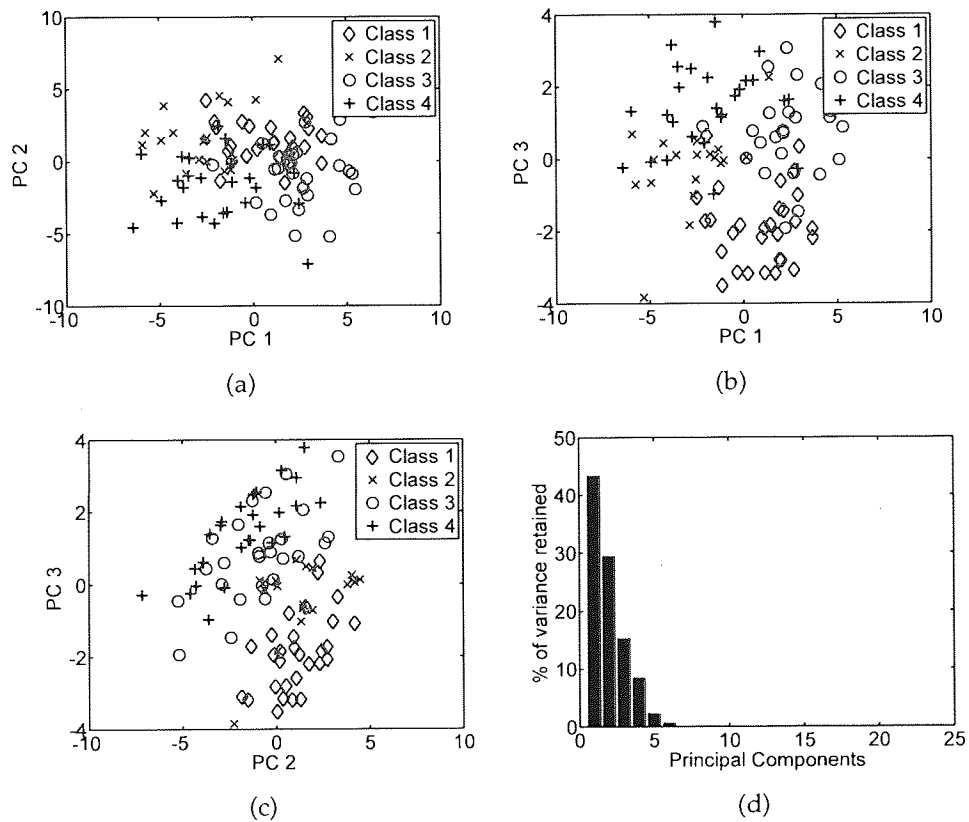 10
5
0
-5
-10
-10
-5
0
5
10
PC 2
PC 1
Class 1
Class 2
Class 3
Class 4
(a)
4
2
0
-2
-4
-10
-5
0
5
10
PC 3
PC 1
Class 1
Class 2
Class 3
Class 4
(b)
4
2
0
-2
-4
-10
-5
0
5
10
PC 3
PC 2
Class 1
Class 2
Class 3
Class 4
(c)
50
40
30
20
10
0
0
5
10
15
20
25
% of variance retained
Principal Components
(d)